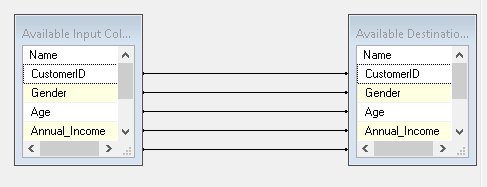 Available Input Col...
Name
CustomerID
Gender
Age
Annual_Income
Available Destinatio...
Name
CustomerID
Gender
Age
Annual_Income